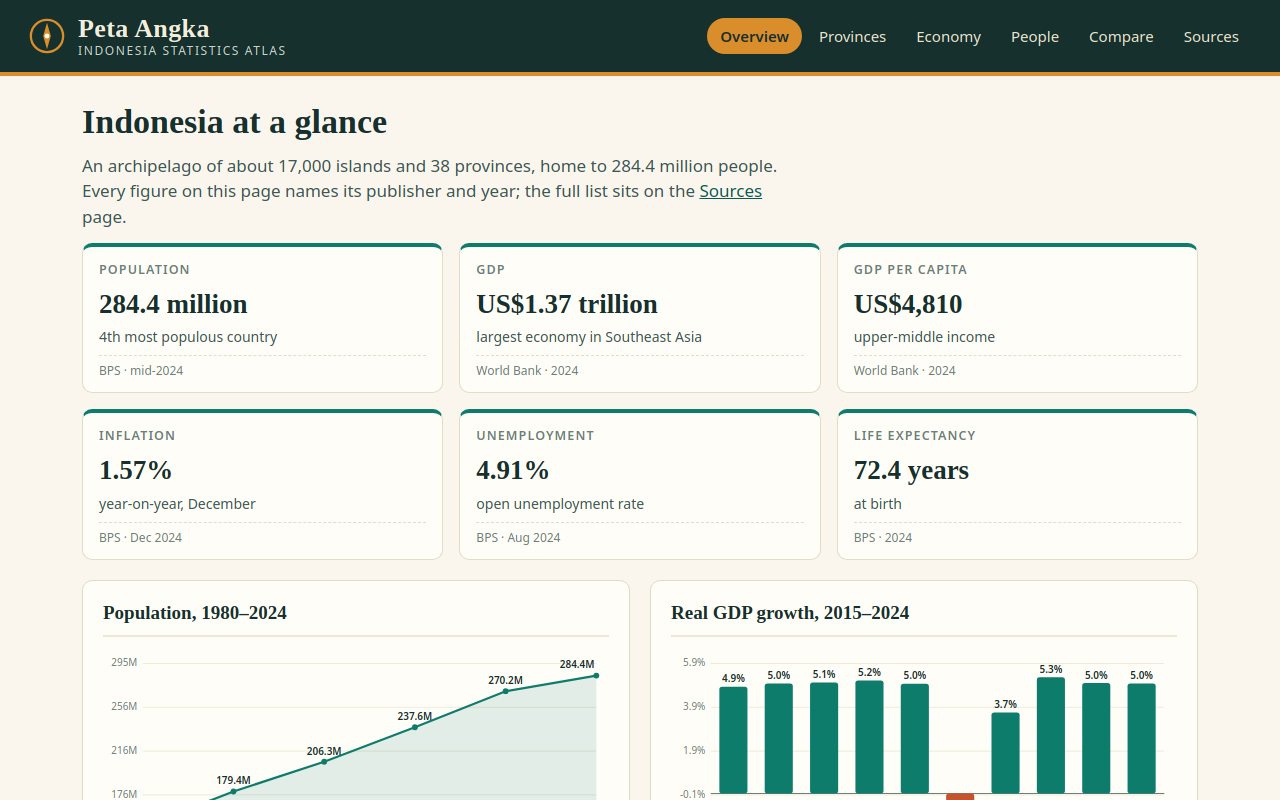 Peta Angka
INDONESIA STATISTICS ATLAS
Overview
Provinces
Economy
People
Compare
Sources
Indonesia at a glance
An archipelago of about 17,000 islands and 38 provinces, home to 284.4 million people.
Every figure on this page names its publisher and year; the full list sits on the Sources
page.
POPULATION
284.4 million
4th most populous country
BPS · mid-2024
GDP
US$1.37 trillion
largest economy in Southeast Asia
World Bank · 2024
GDP PER CAPITA
US$4,810
upper-middle income
World Bank · 2024
INFLATION
1.57%
year-on-year, December
BPS · Dec 2024
UNEMPLOYMENT
4.91%
open unemployment rate
BPS · Aug 2024
LIFE EXPECTANCY
72.4 years
at birth
BPS · 2024
Population, 1980–2024
295M
256M
216M
176M
179.4M
206.3M
237.6M
270.2M
284.4M
Real GDP growth, 2015–2024
5.9%
3.9%
1.9%
-0.1%
4.9%
5.0%
5.1%
5.2%
5.0%
3.7%
5.3%
5.0%
5.0%